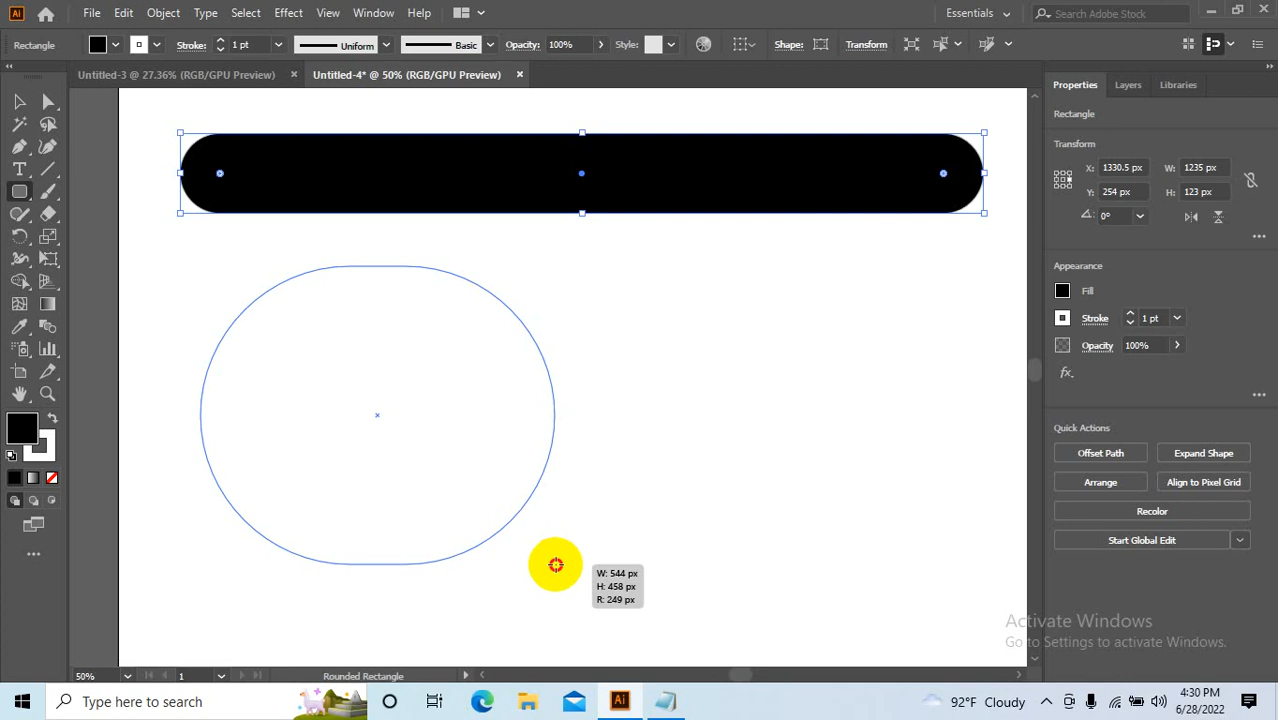 Ai File Edit Object Type Select Effect View Window Help Essentials Search Adobe Stock
Rectangle Stroke: 1 pt Uniform Basic Opacity: 100% Style: Shape: Transform
Untitled-3 @ 27.36% (RGB/GPU Preview) × Untitled-4* @ 50% (RGB/GPU Preview) ×
Properties Layers Libraries
Rectangle
Transform
X: 1330.5 px W: 1235 px
Y: 254 px H: 123 px
0°
Appearance
Fill
Stroke 1 pt
Opacity 100%
fx.
Quick Actions
Offset Path Expand Shape
Arrange Align to Pixel Grid
Recolor
Start Global Edit
W: 544 px
H: 458 px
R: 249 px
Activate Windows
Go to Settings to activate Windows.
50% 1 Rounded Rectangle
Type here to search Ai 92°F Cloudy 4:30 PM
6/28/2022